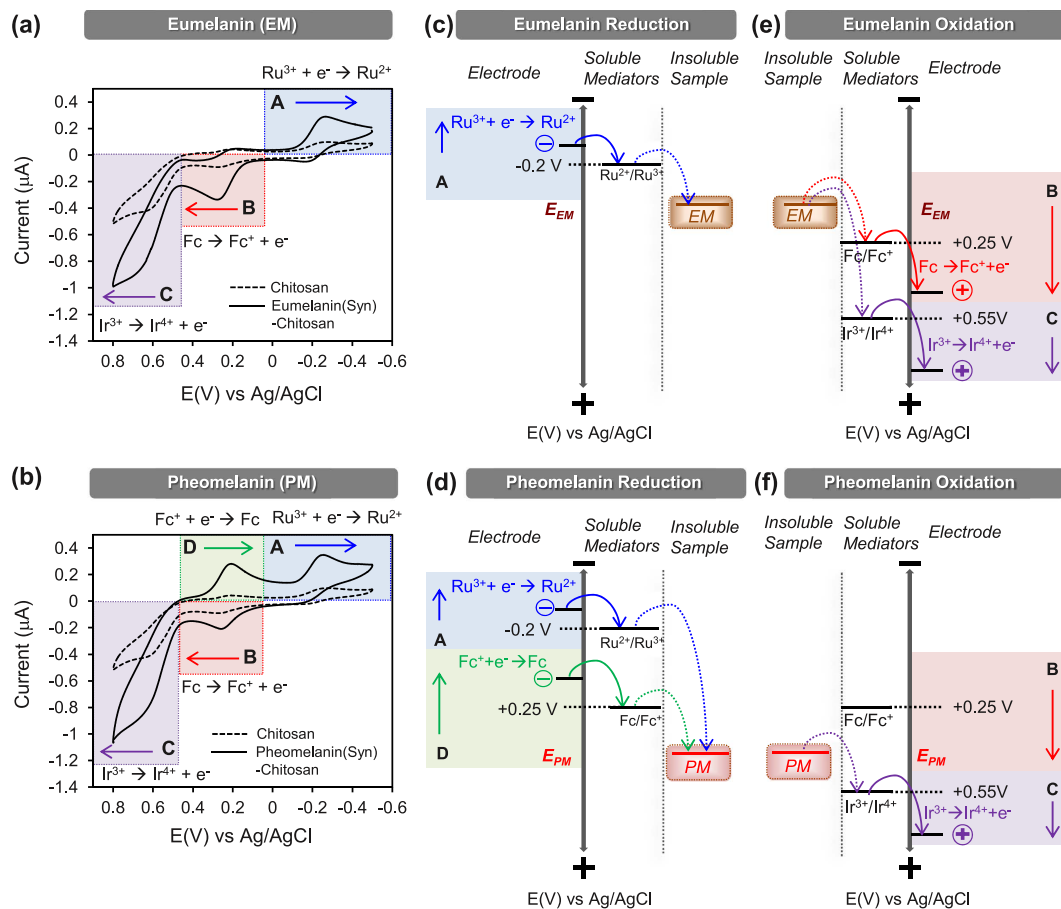 (a)
Eumelanin (EM)
Ru³⁺ + e⁻ → Ru²⁺
0.4
0.2
0
-0.2
-0.4
-0.6
-0.8
-1
-1.2
-1.4
Current (μA)
A
B
Fc → Fc⁺ + e⁻
C
Ir³⁺ → Ir⁴⁺ + e⁻
Chitosan
Eumelanin(Syn)
-Chitosan
0.8 0.6 0.4 0.2 0 -0.2 -0.4 -0.6
E(V) vs Ag/AgCl
(b)
Pheomelanin (PM)
Fc⁺ + e⁻ → Fc
Ru³⁺ + e⁻ → Ru²⁺
0.4
0.2
0
-0.2
-0.4
-0.6
-0.8
-1
-1.2
-1.4
Current (μA)
D
A
B
Fc → Fc⁺ + e⁻
C
Ir³⁺ → Ir⁴⁺ + e⁻
Chitosan
Pheomelanin(Syn)
-Chitosan
0.8 0.6 0.4 0.2 0 -0.2 -0.4 -0.6
E(V) vs Ag/AgCl
(c)
Eumelanin Reduction
Electrode
Soluble
Mediators
Insoluble
Sample
Ru³⁺+ e⁻ → Ru²⁺
-0.2 V
Ru²⁺/Ru³⁺
A
E_EM
EM
E(V) vs Ag/AgCl
(d)
Pheomelanin Reduction
Electrode
Soluble
Mediators
Insoluble
Sample
Ru³⁺+ e⁻ → Ru²⁺
A
-0.2 V
Ru²⁺/Ru³⁺
Fc⁺+e⁻→Fc
+0.25 V
Fc/Fc⁺
D
E_PM
PM
E(V) vs Ag/AgCl
(e)
Eumelanin Oxidation
Insoluble
Sample
Soluble
Mediators
Electrode
B
EM
E_EM
+0.25 V
Fc/Fc⁺
Fc →Fc⁺+e⁻
+0.55V
C
Ir³⁺/Ir⁴⁺
Ir³⁺→Ir⁴⁺+e⁻
E(V) vs Ag/AgCl
(f)
Pheomelanin Oxidation
Insoluble
Sample
Soluble
Mediators
Electrode
B
+0.25 V
Fc/Fc⁺
PM
E_PM
+0.55V
C
Ir³⁺/Ir⁴⁺
Ir³⁺→Ir⁴⁺+e⁻
E(V) vs Ag/AgCl